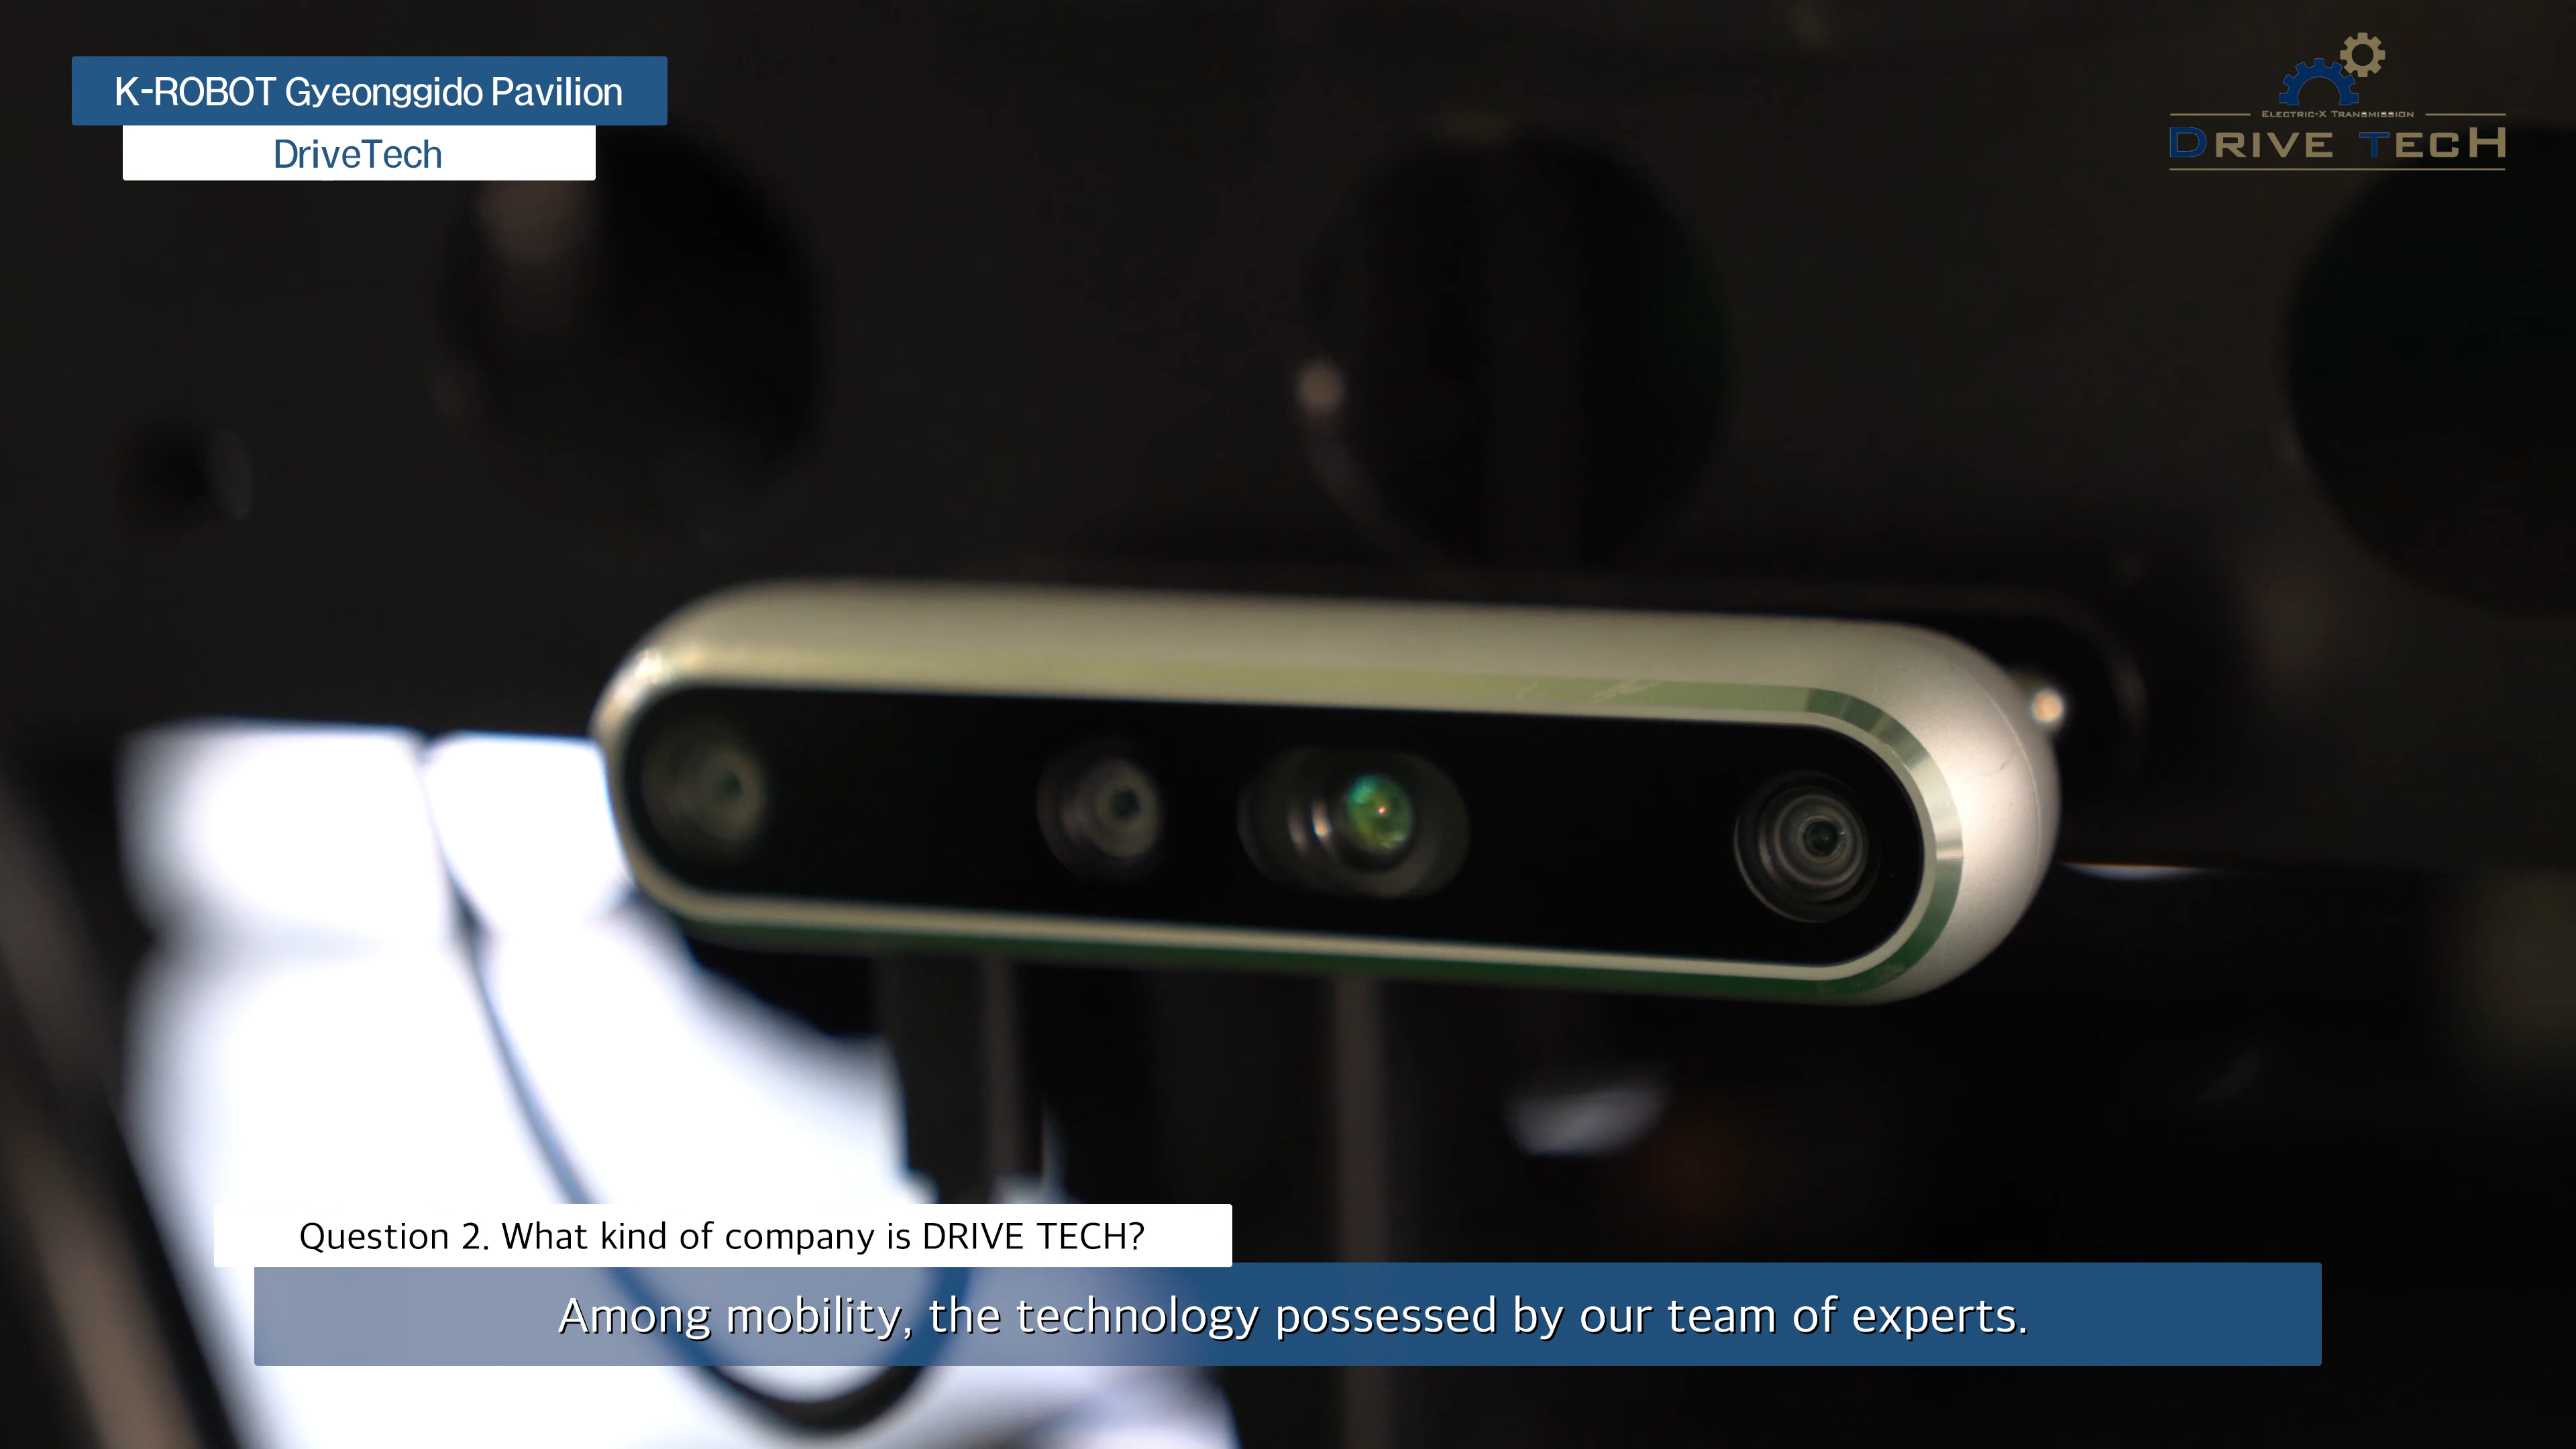 K-ROBOT Gyeonggido Pavilion
DriveTech
ELECTRIC-X TRANSMISSION
DRIVE TECH
Question 2. What kind of company is DRIVE TECH?
Among mobility, the technology possessed by our team of experts.